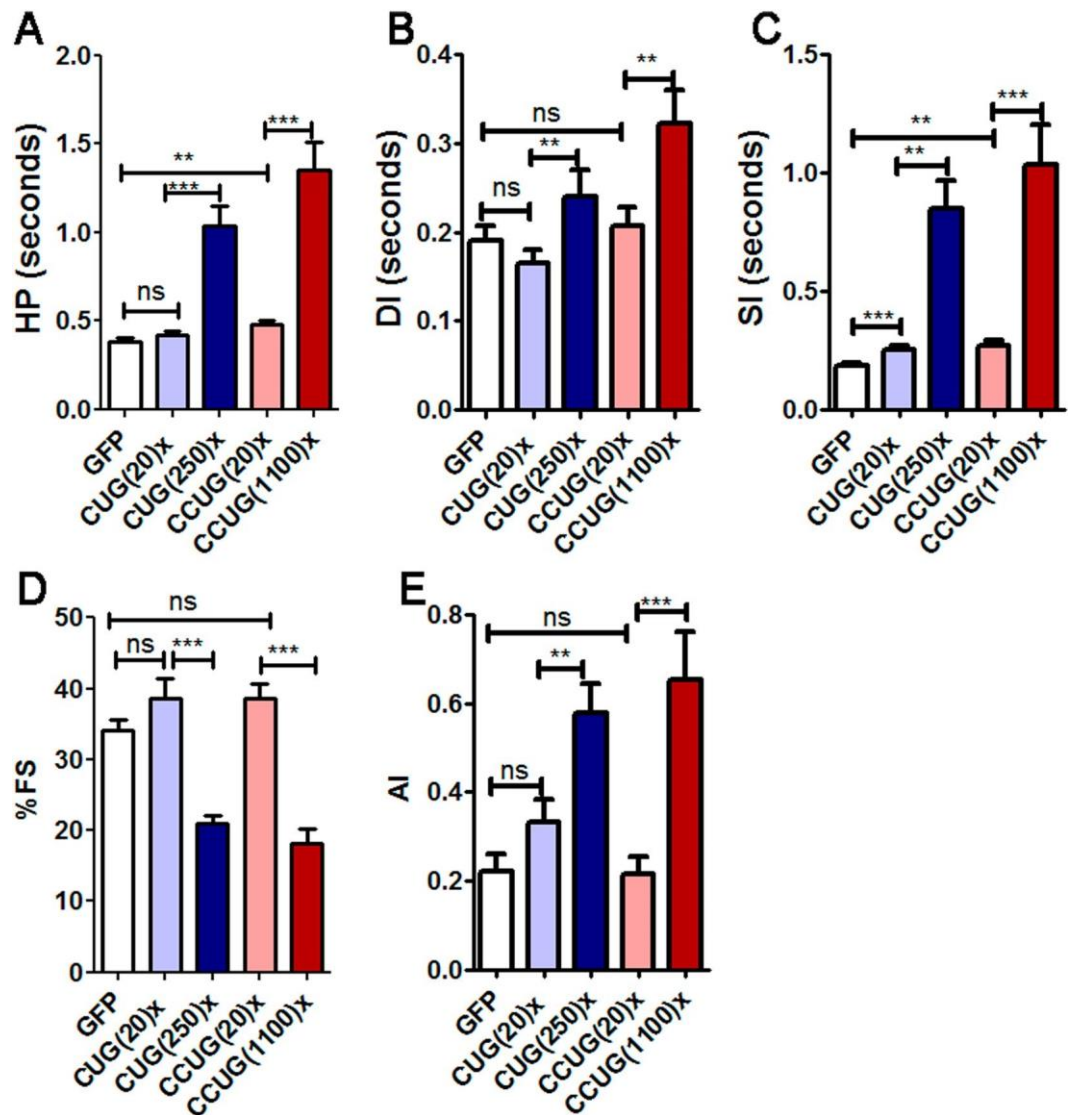 A
HP (seconds)
2.0
1.5
1.0
0.5
0.0
ns
**
***
***
GFP
CUG(20)x
CUG(250)x
CCUG(20)x
CCUG(1100)x
B
DI (seconds)
0.4
0.3
0.2
0.1
0.0
ns
ns
**
**
GFP
CUG(20)x
CUG(250)x
CCUG(20)x
CCUG(1100)x
C
SI (seconds)
1.5
1.0
0.5
0.0
***
**
**
***
GFP
CUG(20)x
CUG(250)x
CCUG(20)x
CCUG(1100)x
D
%FS
50
40
30
20
10
0
ns
ns
***
***
GFP
CUG(20)x
CUG(250)x
CCUG(20)x
CCUG(1100)x
E
AI
0.8
0.6
0.4
0.2
0.0
ns
ns
**
***
GFP
CUG(20)x
CUG(250)x
CCUG(20)x
CCUG(1100)x